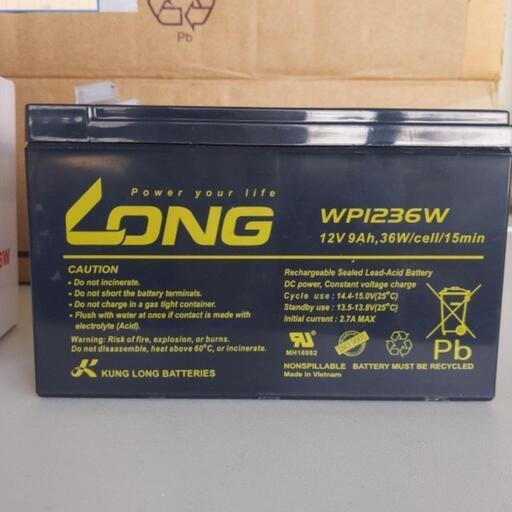 Pb
Power your life
LONG
WP1236W
12V 9Ah,36W/cell/15min
CAUTION
• Do not incinerate.
• Do not short the battery terminals.
• Do not charge in a gas tight container.
• Flush with water at once if contact is made with
electrolyte (Acid).
Warning: Risk of fire, explosion, or burns.
Do not disassemble, heat above 60°C, or incinerate.
KUNG LONG BATTERIES
Rechargeable Sealed Lead-Acid Battery
DC power, Constant voltage charge
Cycle use : 14.4-15.0V(25°C)
Standby use : 13.5-13.8V(25°C)
Initial current : 2.7A MAX
MH16982
Pb
NONSPILLABLE BATTERY MUST BE RECYCLED
Made in Vietnam